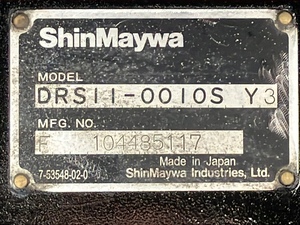 ShinMaywa
MODEL
DRS11-0010S Y3
MFG. NO.
F 104485117
Made in Japan
7-53548-02-0 ShinMaywa Industries, Ltd.